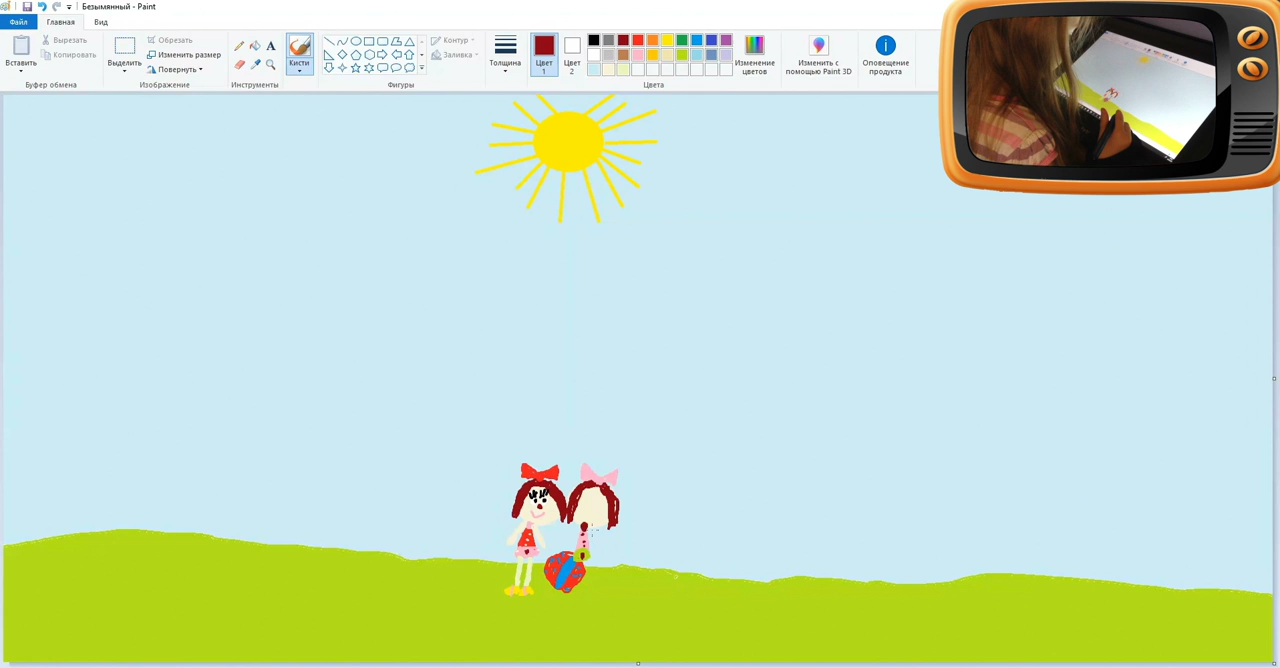 Безымянный - Paint
Файл Главная Вид
Вставить
Вырезать
Копировать
Буфер обмена
Выделить
Обрезать
Изменить размер
Повернуть
Изображение
A
Инструменты
Кисти
Контур
Заливка
Фигуры
Толщина
Цвет
1
Цвет
2
Изменение
цветов
Цвета
Изменить с
помощью Paint 3D
Оповещение
продукта